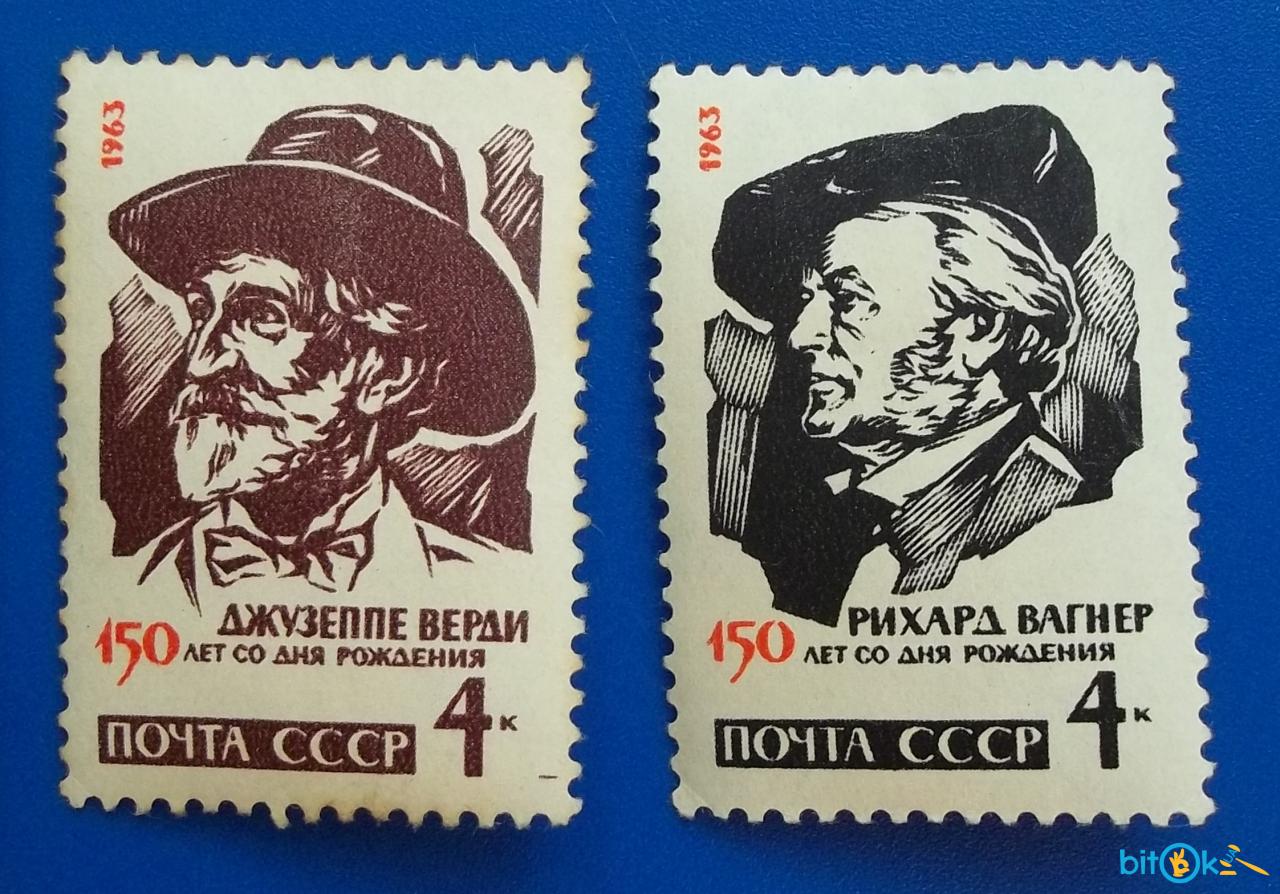 1963
ДЖУЗЕППЕ ВЕРДИ
150 ЛЕТ СО ДНЯ РОЖДЕНИЯ
4к
ПОЧТА СССР
1963
РИХАРД ВАГНЕР
150 ЛЕТ СО ДНЯ РОЖДЕНИЯ
4к
ПОЧТА СССР
bitOk UA